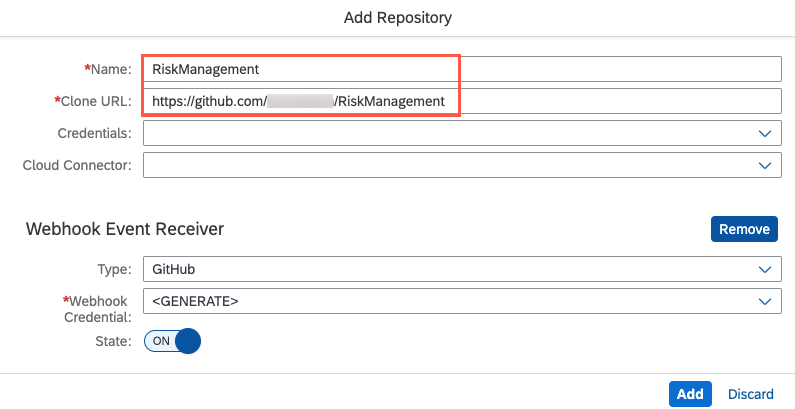 Add Repository
*Name: RiskManagement
*Clone URL: https://github.com/ /RiskManagement
Credentials:
Cloud Connector:
Webhook Event Receiver
Remove
Type: GitHub
*Webhook Credential: <GENERATE>
State: ON
Add Discard